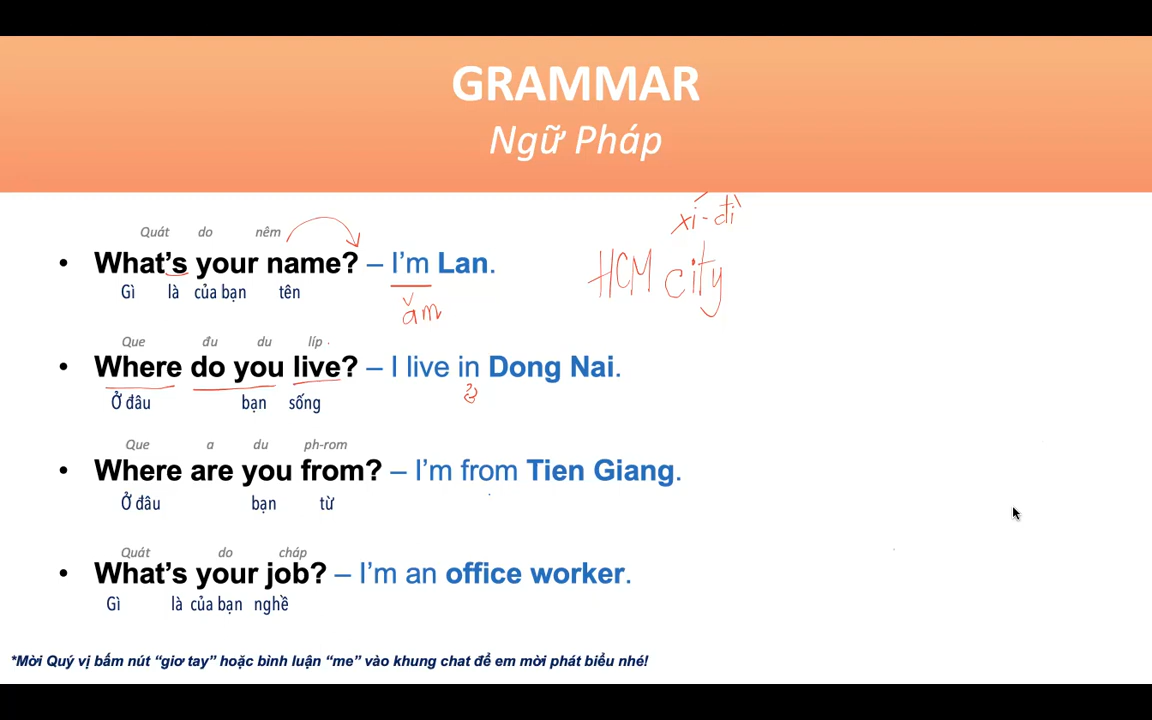 GRAMMAR
Ngữ Pháp
xí-đì
HCM city
Quát do nêm
• What's your name? – I'm Lan.
Gì là của bạn tên
ăm
Que đu du líp
• Where do you live? – I live in Dong Nai.
Ở đâu bạn sống
Que a du ph-rom
• Where are you from? – I'm from Tien Giang.
Ở đâu bạn từ
Quát do cháp
• What's your job? – I'm an office worker.
Gì là của bạn nghề
*Mời Quý vị bấm nút “giơ tay” hoặc bình luận “me” vào khung chat để em mời phát biểu nhé!